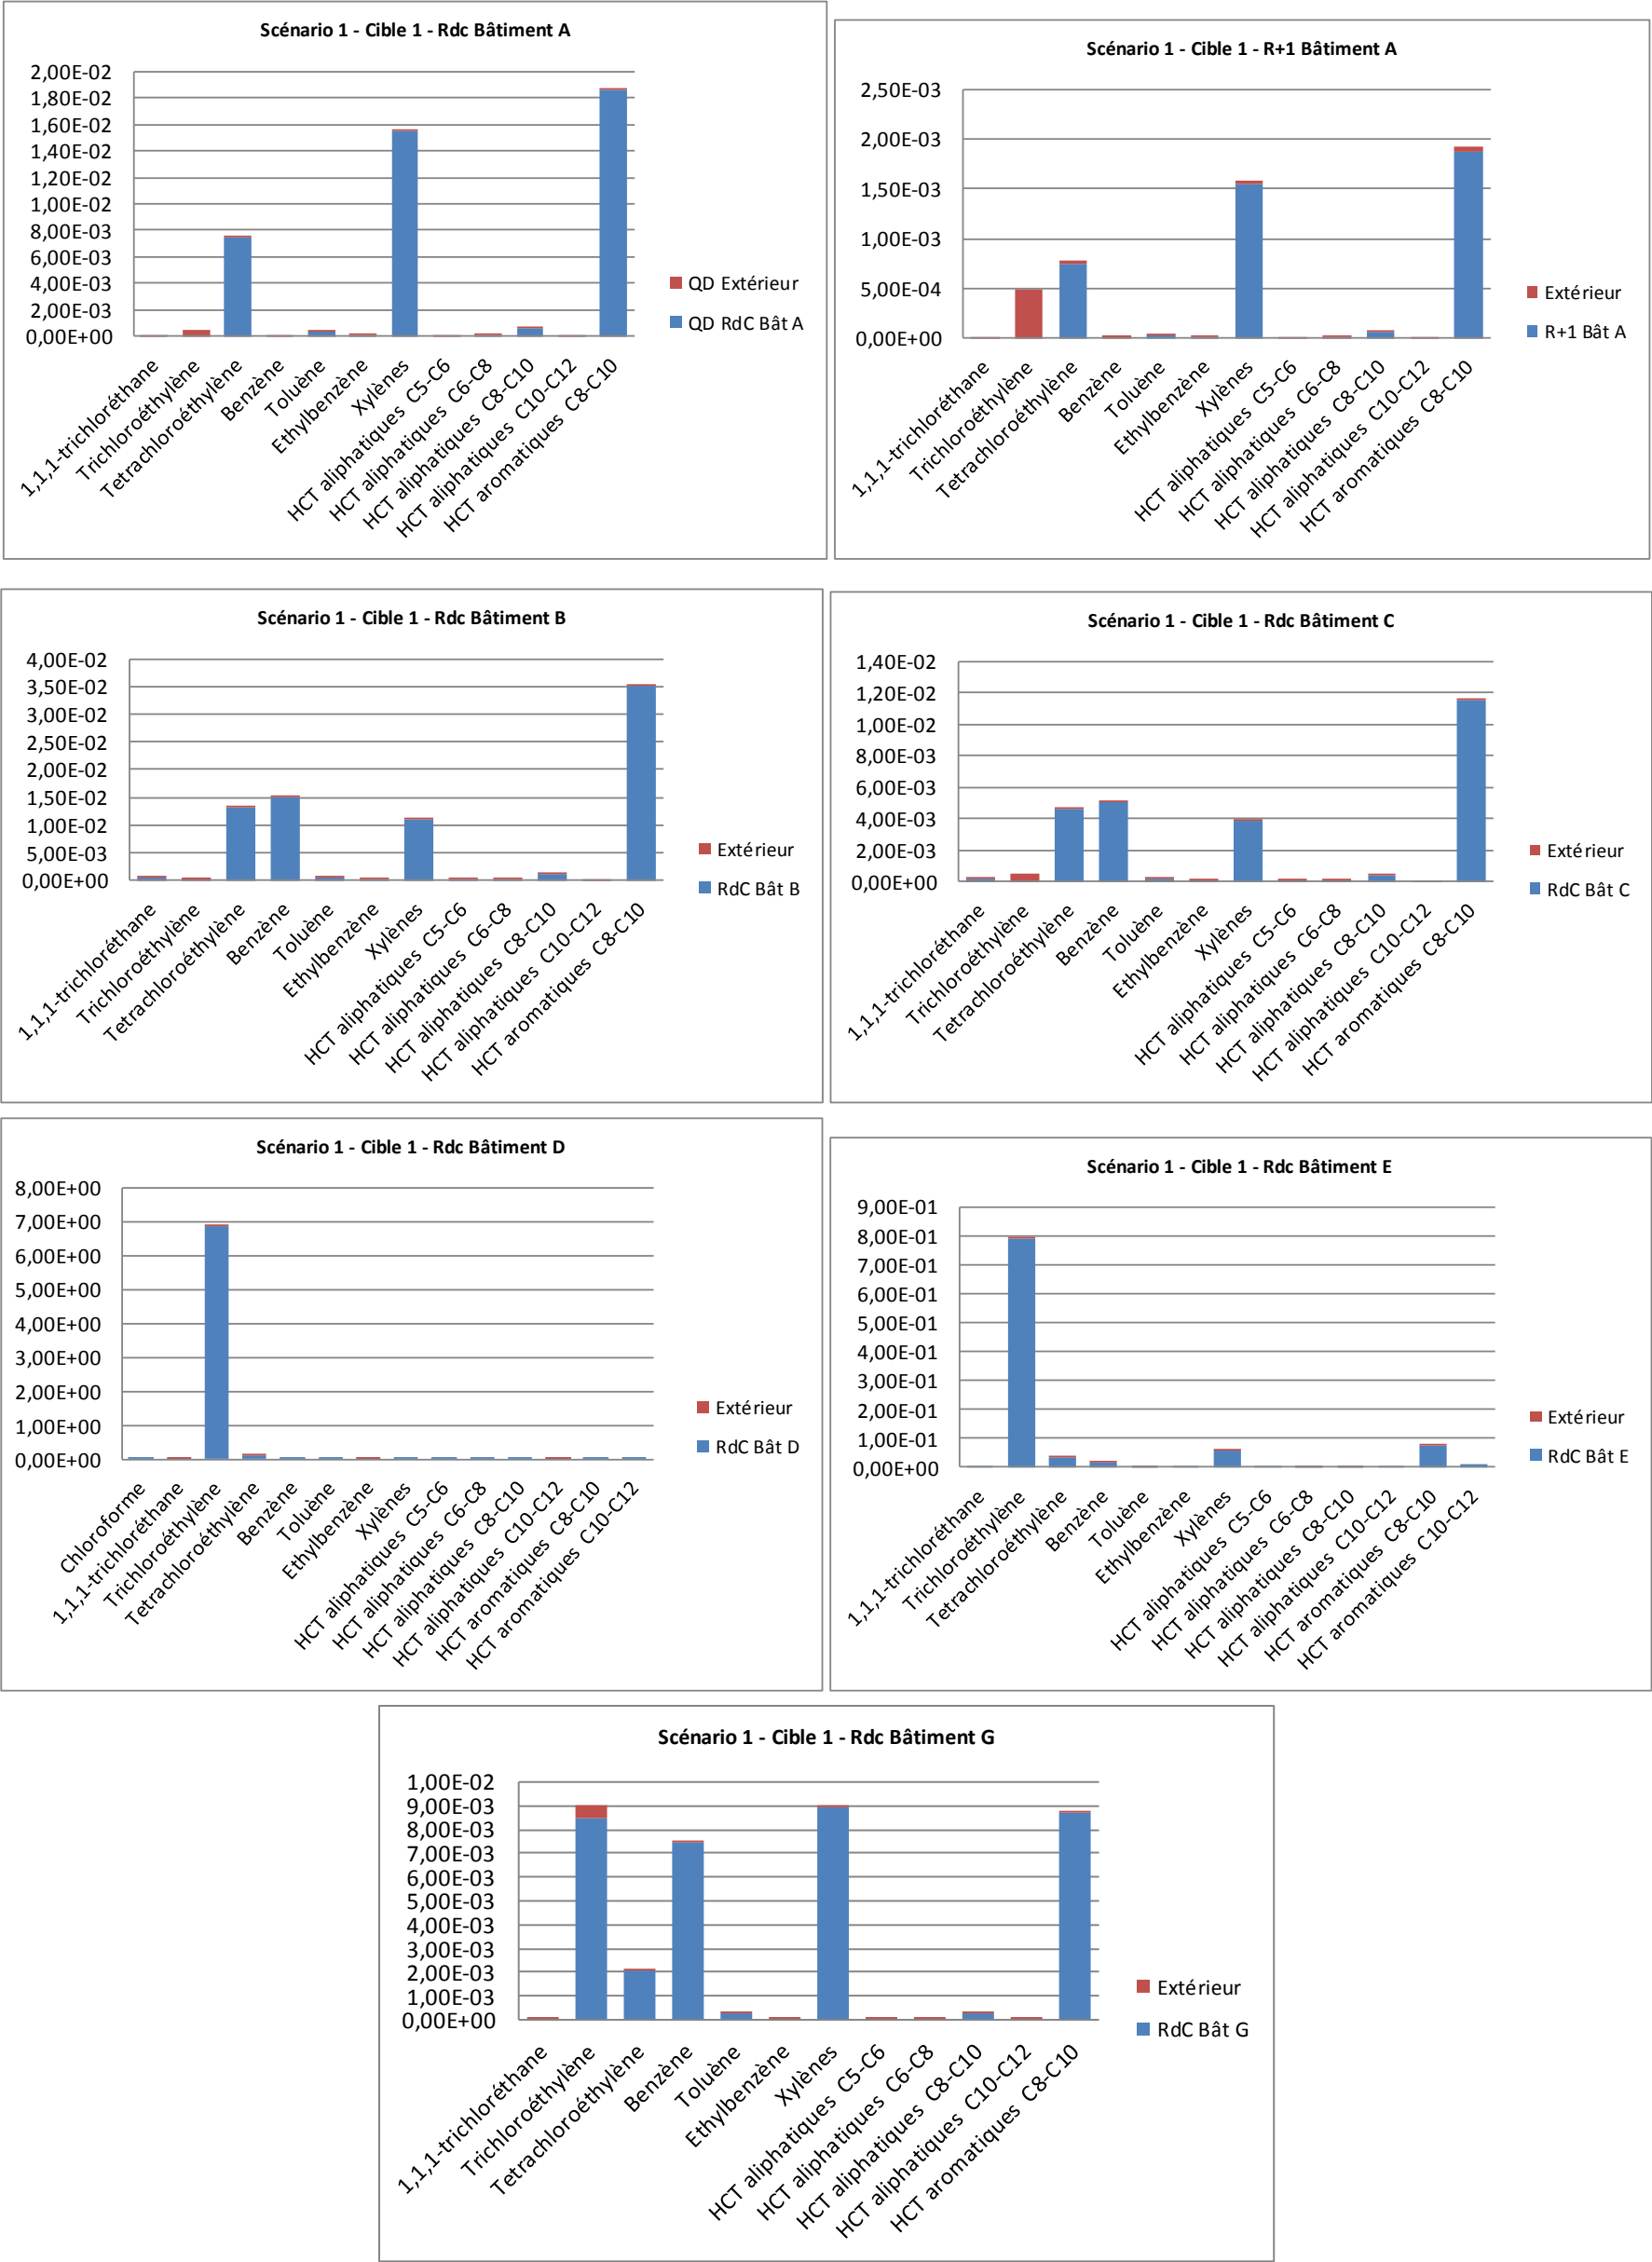 Scénario 1 - Cible 1 - Rdc Bâtiment A
2,00E-02
1,80E-02
1,60E-02
1,40E-02
1,20E-02
1,00E-02
8,00E-03
6,00E-03
4,00E-03
2,00E-03
0,00E+00
QD Extérieur
QD RdC Bât A
1,1,1-trichloréthane
Trichloroéthylène
Tetrachloroéthylène
Benzène
Toluène
Ethylbenzène
Xylènes
HCT aliphatiques C5-C6
HCT aliphatiques C6-C8
HCT aliphatiques C8-C10
HCT aliphatiques C10-C12
HCT aromatiques C8-C10
Scénario 1 - Cible 1 - R+1 Bâtiment A
2,50E-03
2,00E-03
1,50E-03
1,00E-03
5,00E-04
0,00E+00
Extérieur
R+1 Bât A
1,1,1-trichloréthane
Trichloroéthylène
Tetrachloroéthylène
Benzène
Toluène
Ethylbenzène
Xylènes
HCT aliphatiques C5-C6
HCT aliphatiques C6-C8
HCT aliphatiques C8-C10
HCT aliphatiques C10-C12
HCT aromatiques C8-C10
Scénario 1 - Cible 1 - Rdc Bâtiment B
4,00E-02
3,50E-02
3,00E-02
2,50E-02
2,00E-02
1,50E-02
1,00E-02
5,00E-03
0,00E+00
Extérieur
RdC Bât B
1,1,1-trichloréthane
Trichloroéthylène
Tetrachloroéthylène
Benzène
Toluène
Ethylbenzène
Xylènes
HCT aliphatiques C5-C6
HCT aliphatiques C6-C8
HCT aliphatiques C8-C10
HCT aliphatiques C10-C12
HCT aromatiques C8-C10
Scénario 1 - Cible 1 - Rdc Bâtiment C
1,40E-02
1,20E-02
1,00E-02
8,00E-03
6,00E-03
4,00E-03
2,00E-03
0,00E+00
Extérieur
RdC Bât C
1,1,1-trichloréthane
Trichloroéthylène
Tetrachloroéthylène
Benzène
Toluène
Ethylbenzène
Xylènes
HCT aliphatiques C5-C6
HCT aliphatiques C6-C8
HCT aliphatiques C8-C10
HCT aliphatiques C10-C12
HCT aromatiques C8-C10
Scénario 1 - Cible 1 - Rdc Bâtiment D
8,00E+00
7,00E+00
6,00E+00
5,00E+00
4,00E+00
3,00E+00
2,00E+00
1,00E+00
0,00E+00
Extérieur
RdC Bât D
Chloroforme
1,1,1-trichloréthane
Trichloroéthylène
Tetrachloroéthylène
Benzène
Toluène
Ethylbenzène
Xylènes
HCT aliphatiques C5-C6
HCT aliphatiques C6-C8
HCT aliphatiques C8-C10
HCT aliphatiques C10-C12
HCT aromatiques C8-C10
HCT aromatiques C10-C12
Scénario 1 - Cible 1 - Rdc Bâtiment E
9,00E-01
8,00E-01
7,00E-01
6,00E-01
5,00E-01
4,00E-01
3,00E-01
2,00E-01
1,00E-01
0,00E+00
Extérieur
RdC Bât E
1,1,1-trichloréthane
Trichloroéthylène
Tetrachloroéthylène
Benzène
Toluène
Ethylbenzène
Xylènes
HCT aliphatiques C5-C6
HCT aliphatiques C6-C8
HCT aliphatiques C8-C10
HCT aliphatiques C10-C12
HCT aromatiques C8-C10
HCT aromatiques C10-C12
Scénario 1 - Cible 1 - Rdc Bâtiment G
1,00E-02
9,00E-03
8,00E-03
7,00E-03
6,00E-03
5,00E-03
4,00E-03
3,00E-03
2,00E-03
1,00E-03
0,00E+00
Extérieur
RdC Bât G
1,1,1-trichloréthane
Trichloroéthylène
Tetrachloroéthylène
Benzène
Toluène
Ethylbenzène
Xylènes
HCT aliphatiques C5-C6
HCT aliphatiques C6-C8
HCT aliphatiques C8-C10
HCT aliphatiques C10-C12
HCT aromatiques C8-C10